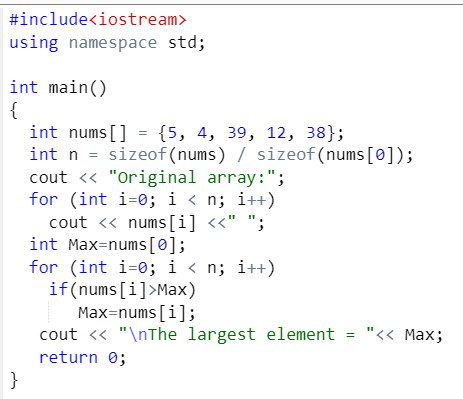 #include<iostream>
using namespace std;

int main()
{
  int nums[] = {5, 4, 39, 12, 38};
  int n = sizeof(nums) / sizeof(nums[0]);
  cout << "Original array:";
  for (int i=0; i < n; i++)
    cout << nums[i] <<" ";
  int Max=nums[0];
  for (int i=0; i < n; i++)
    if(nums[i]>Max)
       Max=nums[i];
   cout << "\nThe largest element = "<< Max;
   return 0;
}